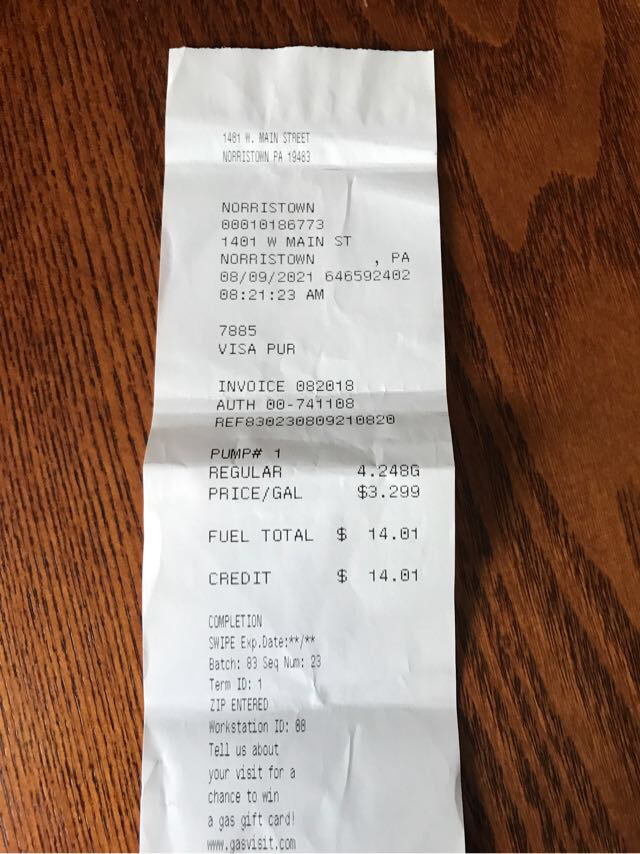 1481 W. MAIN STREET
NORRISTOWN PA 19403
NORRISTOWN
00010186773
1401 W MAIN ST
NORRISTOWN , PA
08/09/2021 646592402
08:21:23 AM
7885
VISA PUR
INVOICE 082018
AUTH 00-741108
REF830230809210820
PUMP# 1
REGULAR 4.248G
PRICE/GAL $3.299
FUEL TOTAL $ 14.01
CREDIT $ 14.01
COMPLETION
SWIPE Exp.Date:**/**
Batch: 83 Seq Num: 23
Term ID: 1
ZIP ENTERED
Workstation ID: 00
Tell us about
your visit for a
chance to win
a gas gift card!
www.gasvisit.com